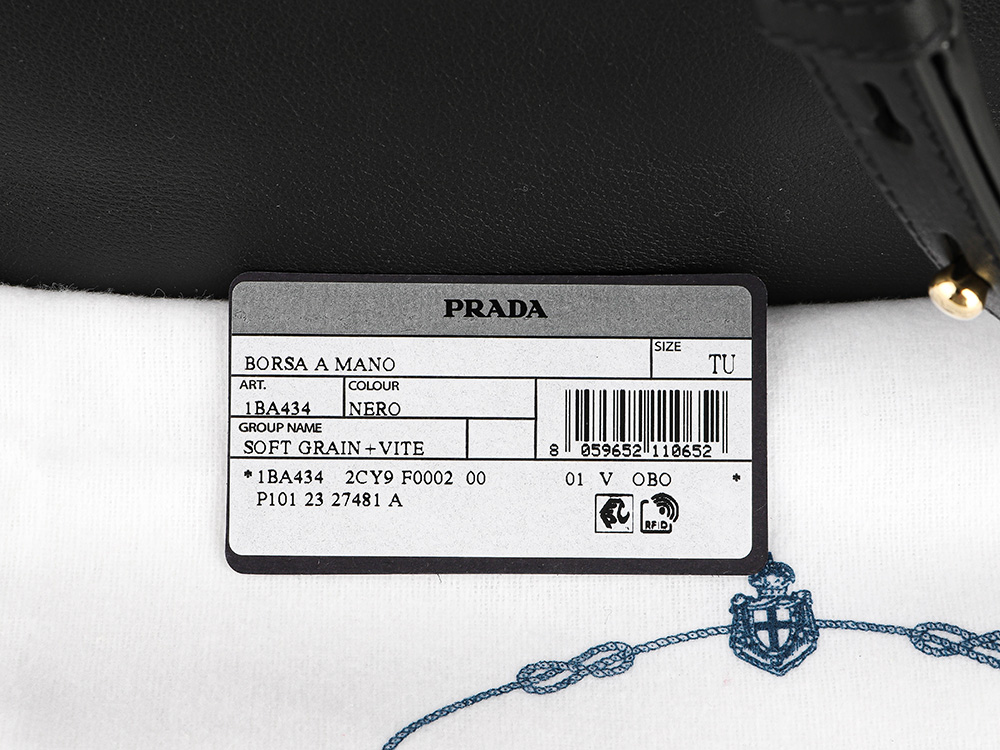 PRADA
BORSA A MANO
SIZE
TU
ART.
1BA434
COLOUR
NERO
GROUP NAME
SOFT GRAIN+VITE
8 059652 110652
*1BA434 2CY9 F0002 00 01 V OBO *
P101 23 27481 A
RFID